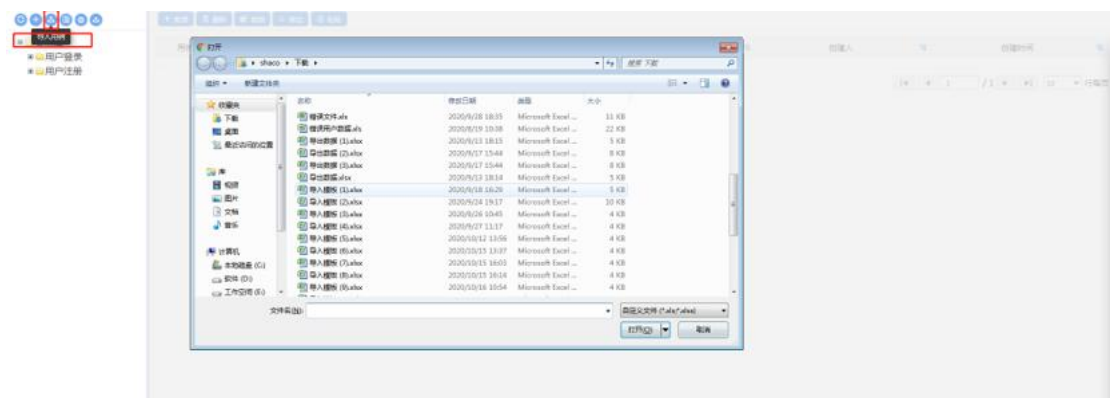 导入用例
用户登录
用户注册
打开
shaco 下载
搜索 下载
组织 新建文件夹
名称 修改日期 类型 大小
收藏夹
下载
桌面
最近访问的位置
库
视频
图片
文档
音乐
计算机
本地磁盘 (C:)
软件 (D:)
工作空间 (E:)
错误文件.xls 2020/9/28 18:35 Microsoft Excel ... 11 KB
错误用户数据.xls 2020/9/29 10:38 Microsoft Excel ... 22 KB
导出数据 (1).xlsx 2020/9/13 18:15 Microsoft Excel ... 5 KB
导出数据 (2).xlsx 2020/9/17 15:44 Microsoft Excel ... 8 KB
导出数据 (3).xlsx 2020/9/17 15:44 Microsoft Excel ... 8 KB
导出数据.xlsx 2020/9/13 18:14 Microsoft Excel ... 5 KB
导入模板 (1).xlsx 2020/9/18 16:29 Microsoft Excel ... 5 KB
导入模板 (2).xlsx 2020/9/24 19:17 Microsoft Excel ... 10 KB
导入模板 (3).xlsx 2020/9/26 10:45 Microsoft Excel ... 4 KB
导入模板 (4).xlsx 2020/9/27 11:17 Microsoft Excel ... 4 KB
导入模板 (5).xlsx 2020/10/12 13:56 Microsoft Excel ... 4 KB
导入模板 (6).xlsx 2020/10/15 13:37 Microsoft Excel ... 4 KB
导入模板 (7).xlsx 2020/10/15 16:03 Microsoft Excel ... 4 KB
导入模板 (8).xlsx 2020/10/15 16:14 Microsoft Excel ... 4 KB
导入模板 (9).xlsx 2020/10/16 10:54 Microsoft Excel ... 4 KB
文件名(N): 自定义文件 (*.xls;*.xlsx)
打开(O) 取消
创建人 创建时间